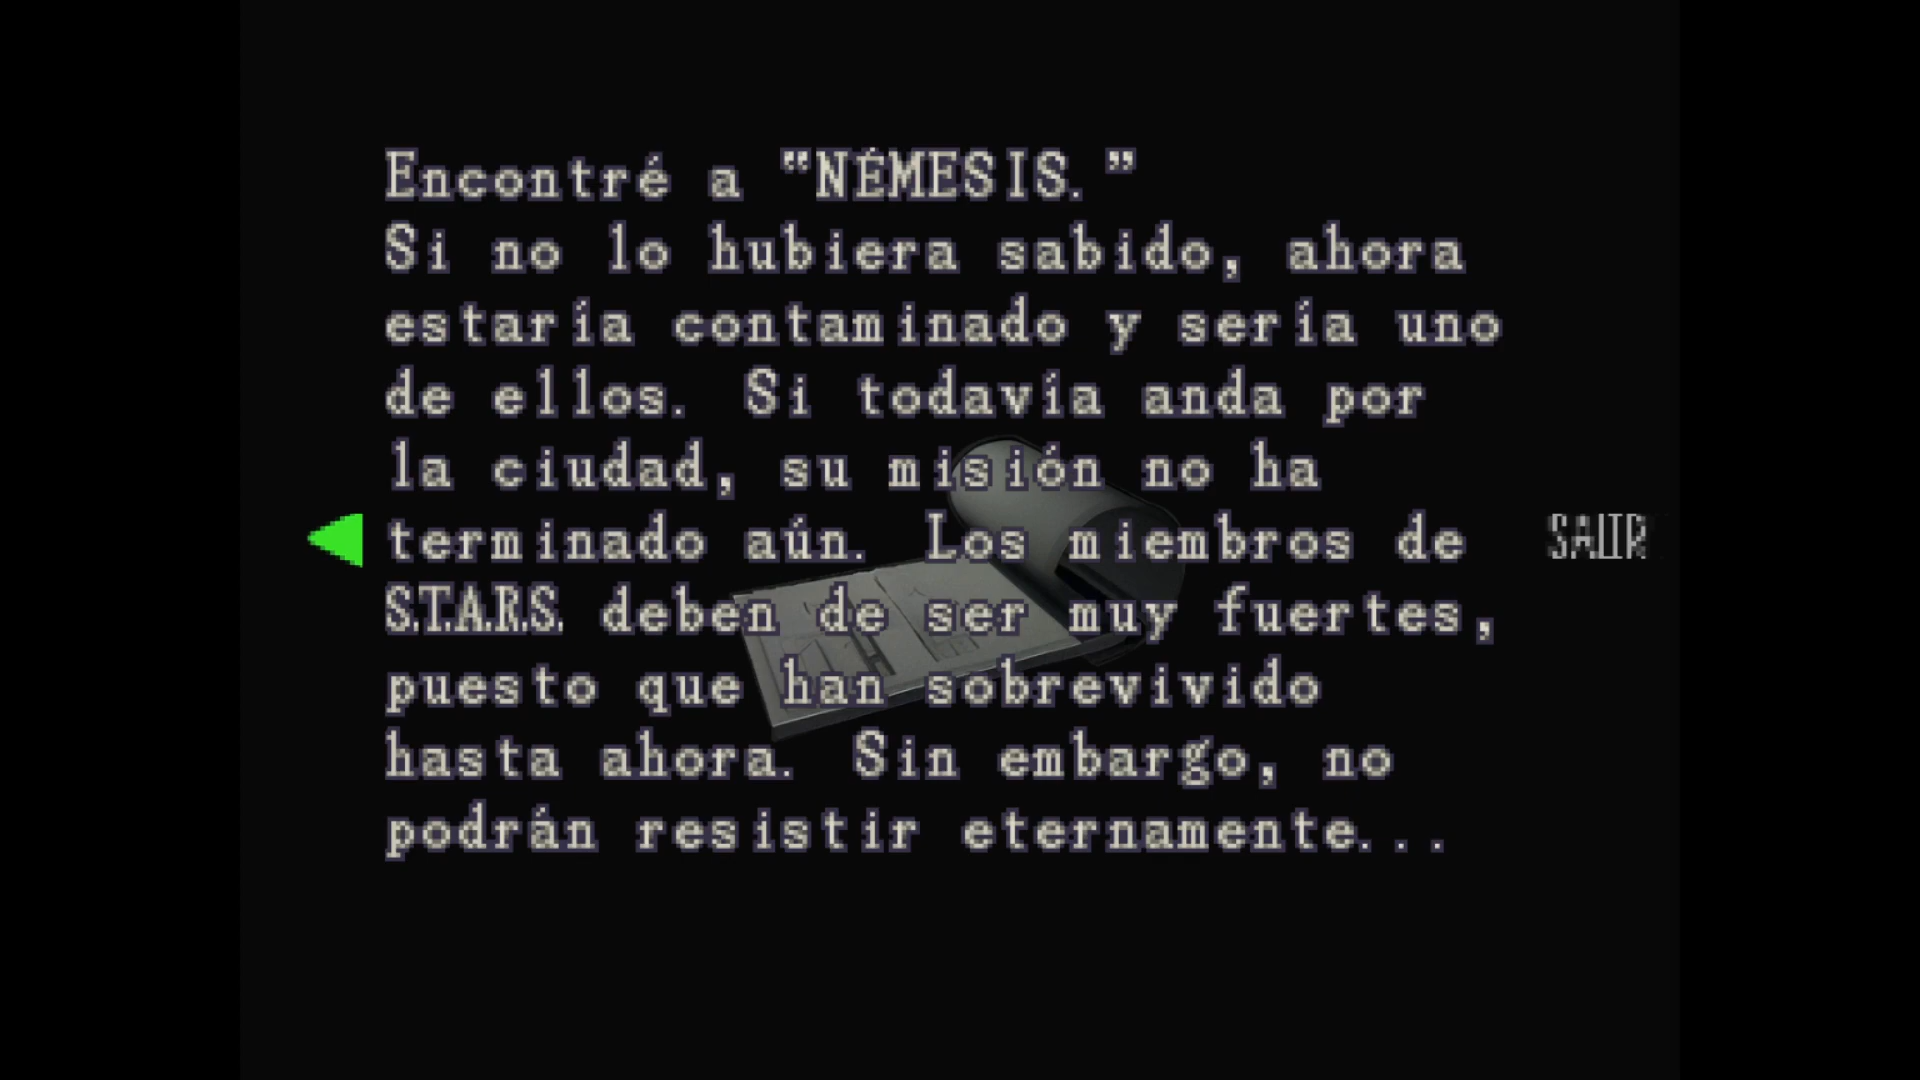 Encontré a "NÉMESIS."
Si no lo hubiera sabido, ahora
estaría contaminado y sería uno
de ellos. Si todavía anda por
la ciudad, su misión no ha
terminado aún. Los miembros de
S.T.A.R.S. deben de ser muy fuertes,
puesto que han sobrevivido
hasta ahora. Sin embargo, no
podrán resistir eternamente...
SALIR